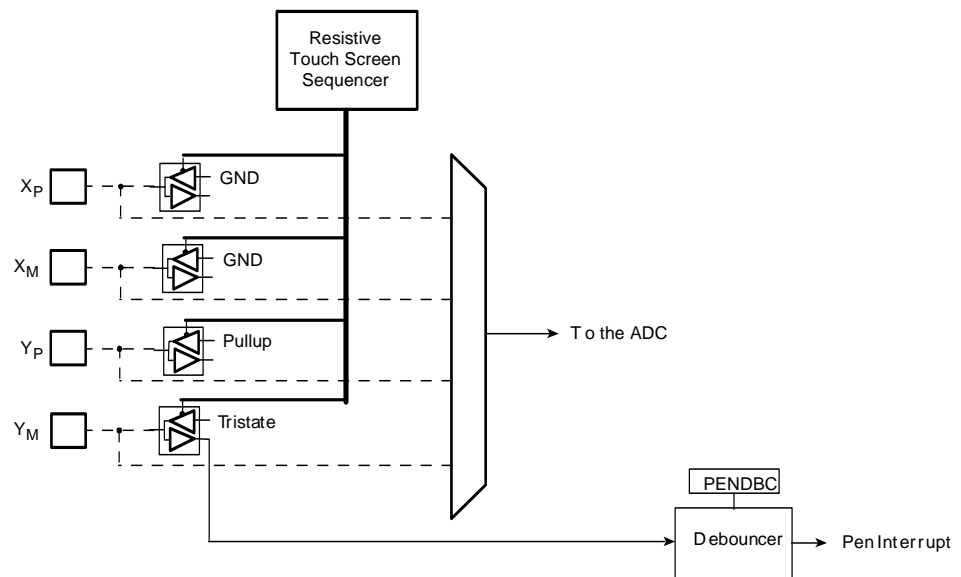 Resistive
Touch Screen
Sequencer
XP
GND
XM
GND
YP
Pullup
To the ADC
YM
Tristate
PENDBC
Debouncer
Pen Interrupt